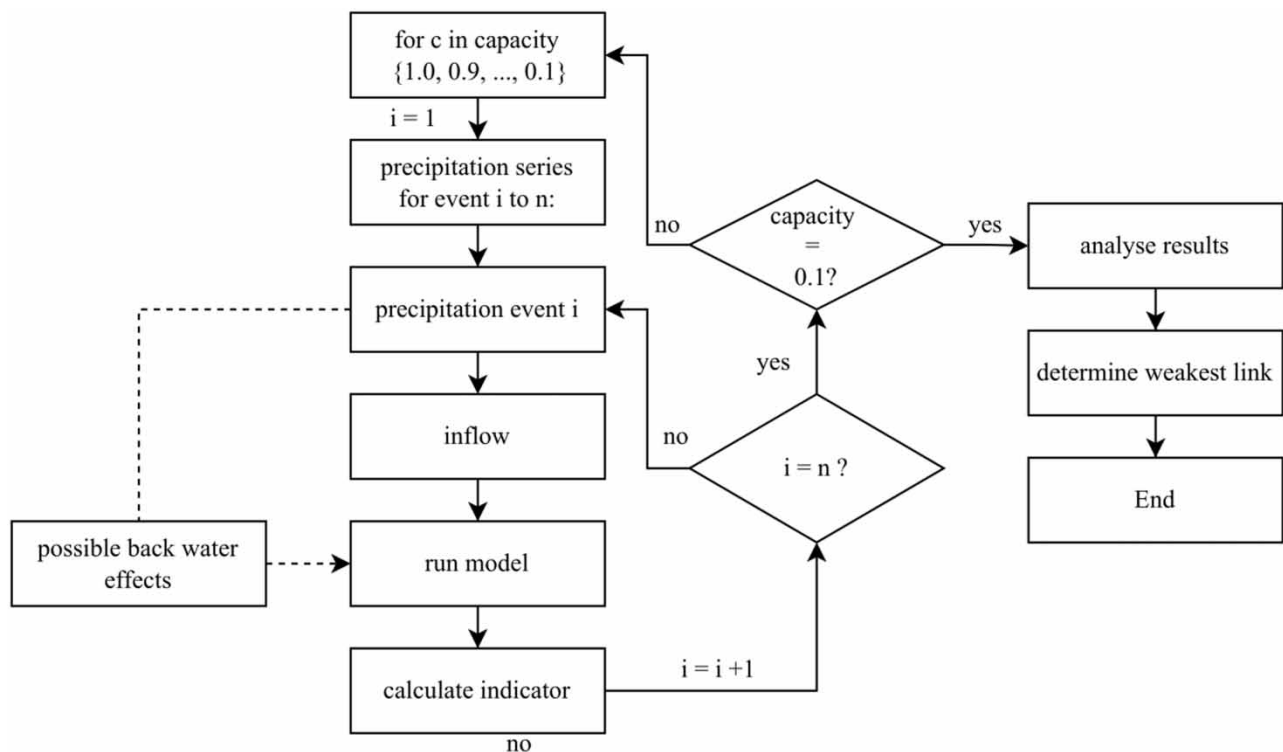 for c in capacity
{1.0, 0.9, ..., 0.1}
i = 1
precipitation series
for event i to n:
precipitation event i
inflow
possible back water
effects
run model
calculate indicator
no
i = i +1
i = n ?
no
yes
capacity
=
0.1?
no
yes
analyse results
determine weakest link
End